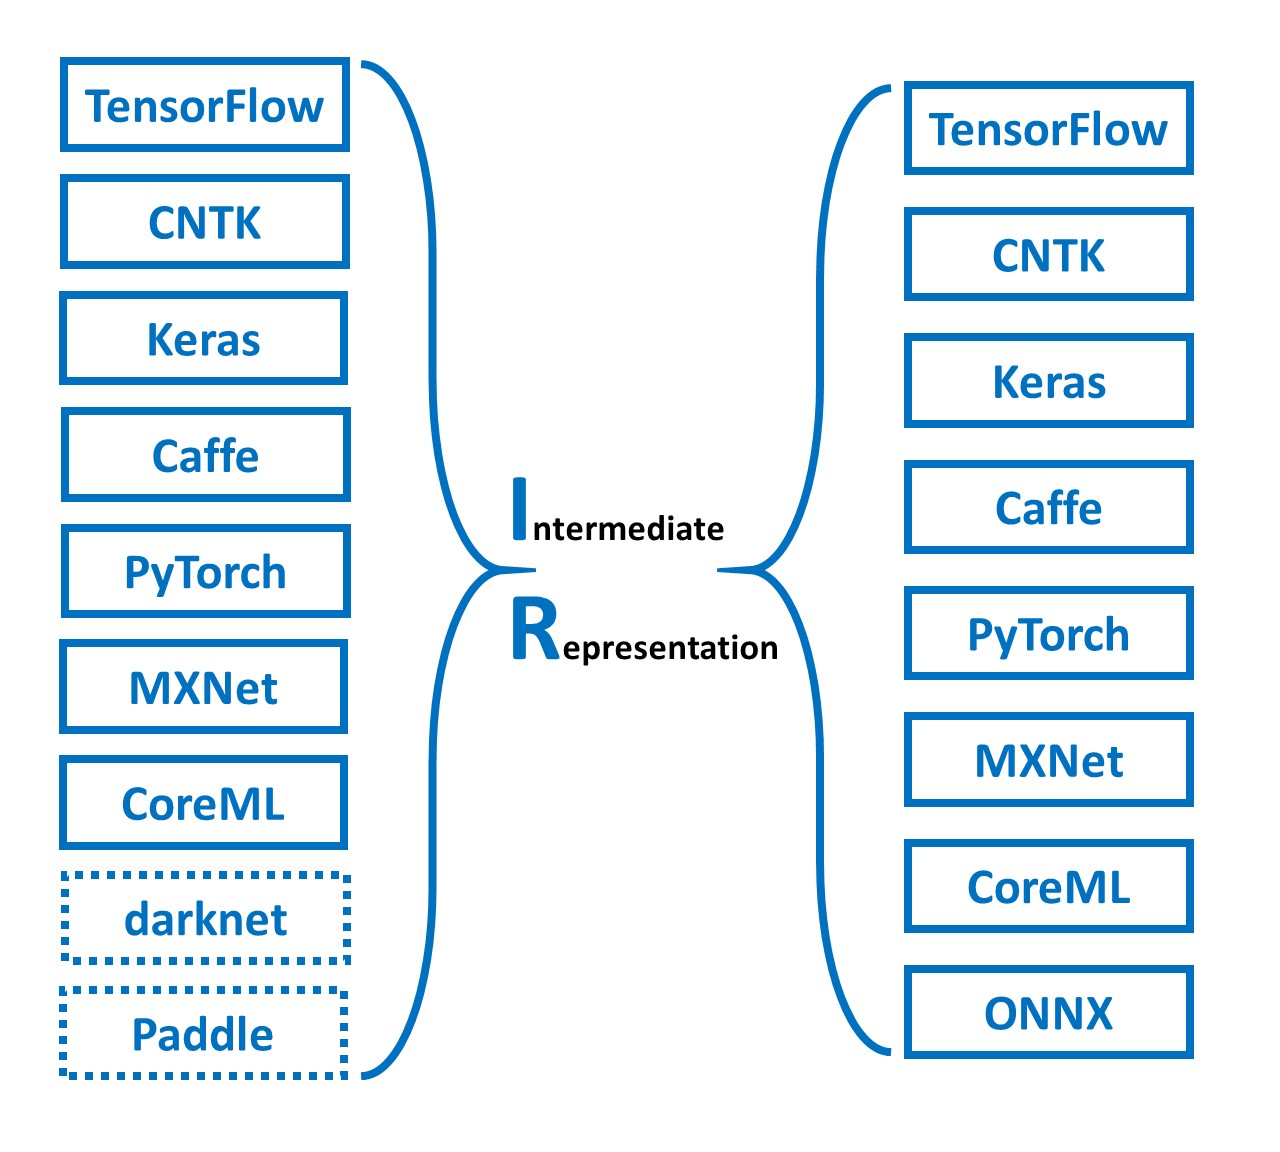 TensorFlow
CNTK
Keras
Caffe
PyTorch
MXNet
CoreML
darknet
Paddle
Intermediate
Representation
TensorFlow
CNTK
Keras
Caffe
PyTorch
MXNet
CoreML
ONNX